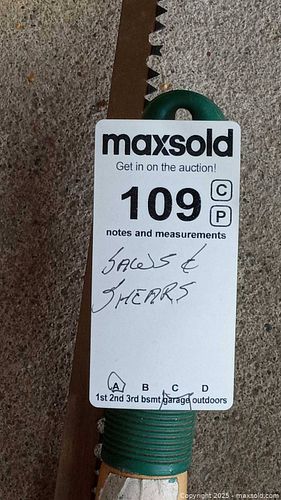 maxsold
Get in on the auction!
109 C
P
notes and measurements
SAWS &
SHEARS
A B C D
1st 2nd 3rd bsmt garage outdoors
Copyright 2025 - maxsold.com